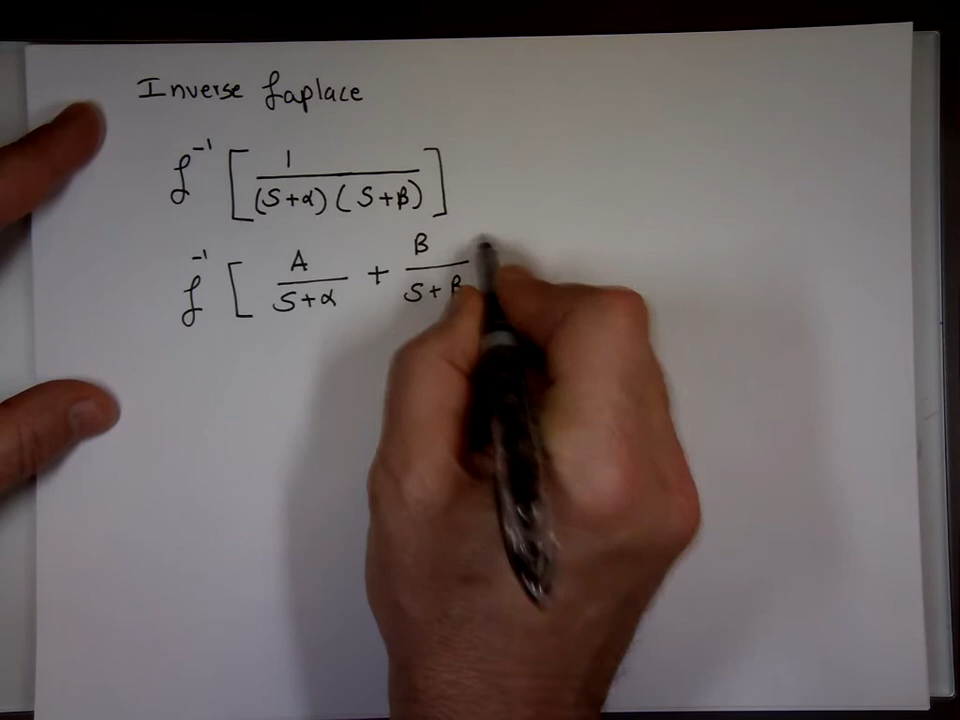 Inverse Laplace
ℒ⁻¹ [ 1 / (S+α)(S+β) ]
ℒ⁻¹ [ A / S+α + B / S+β